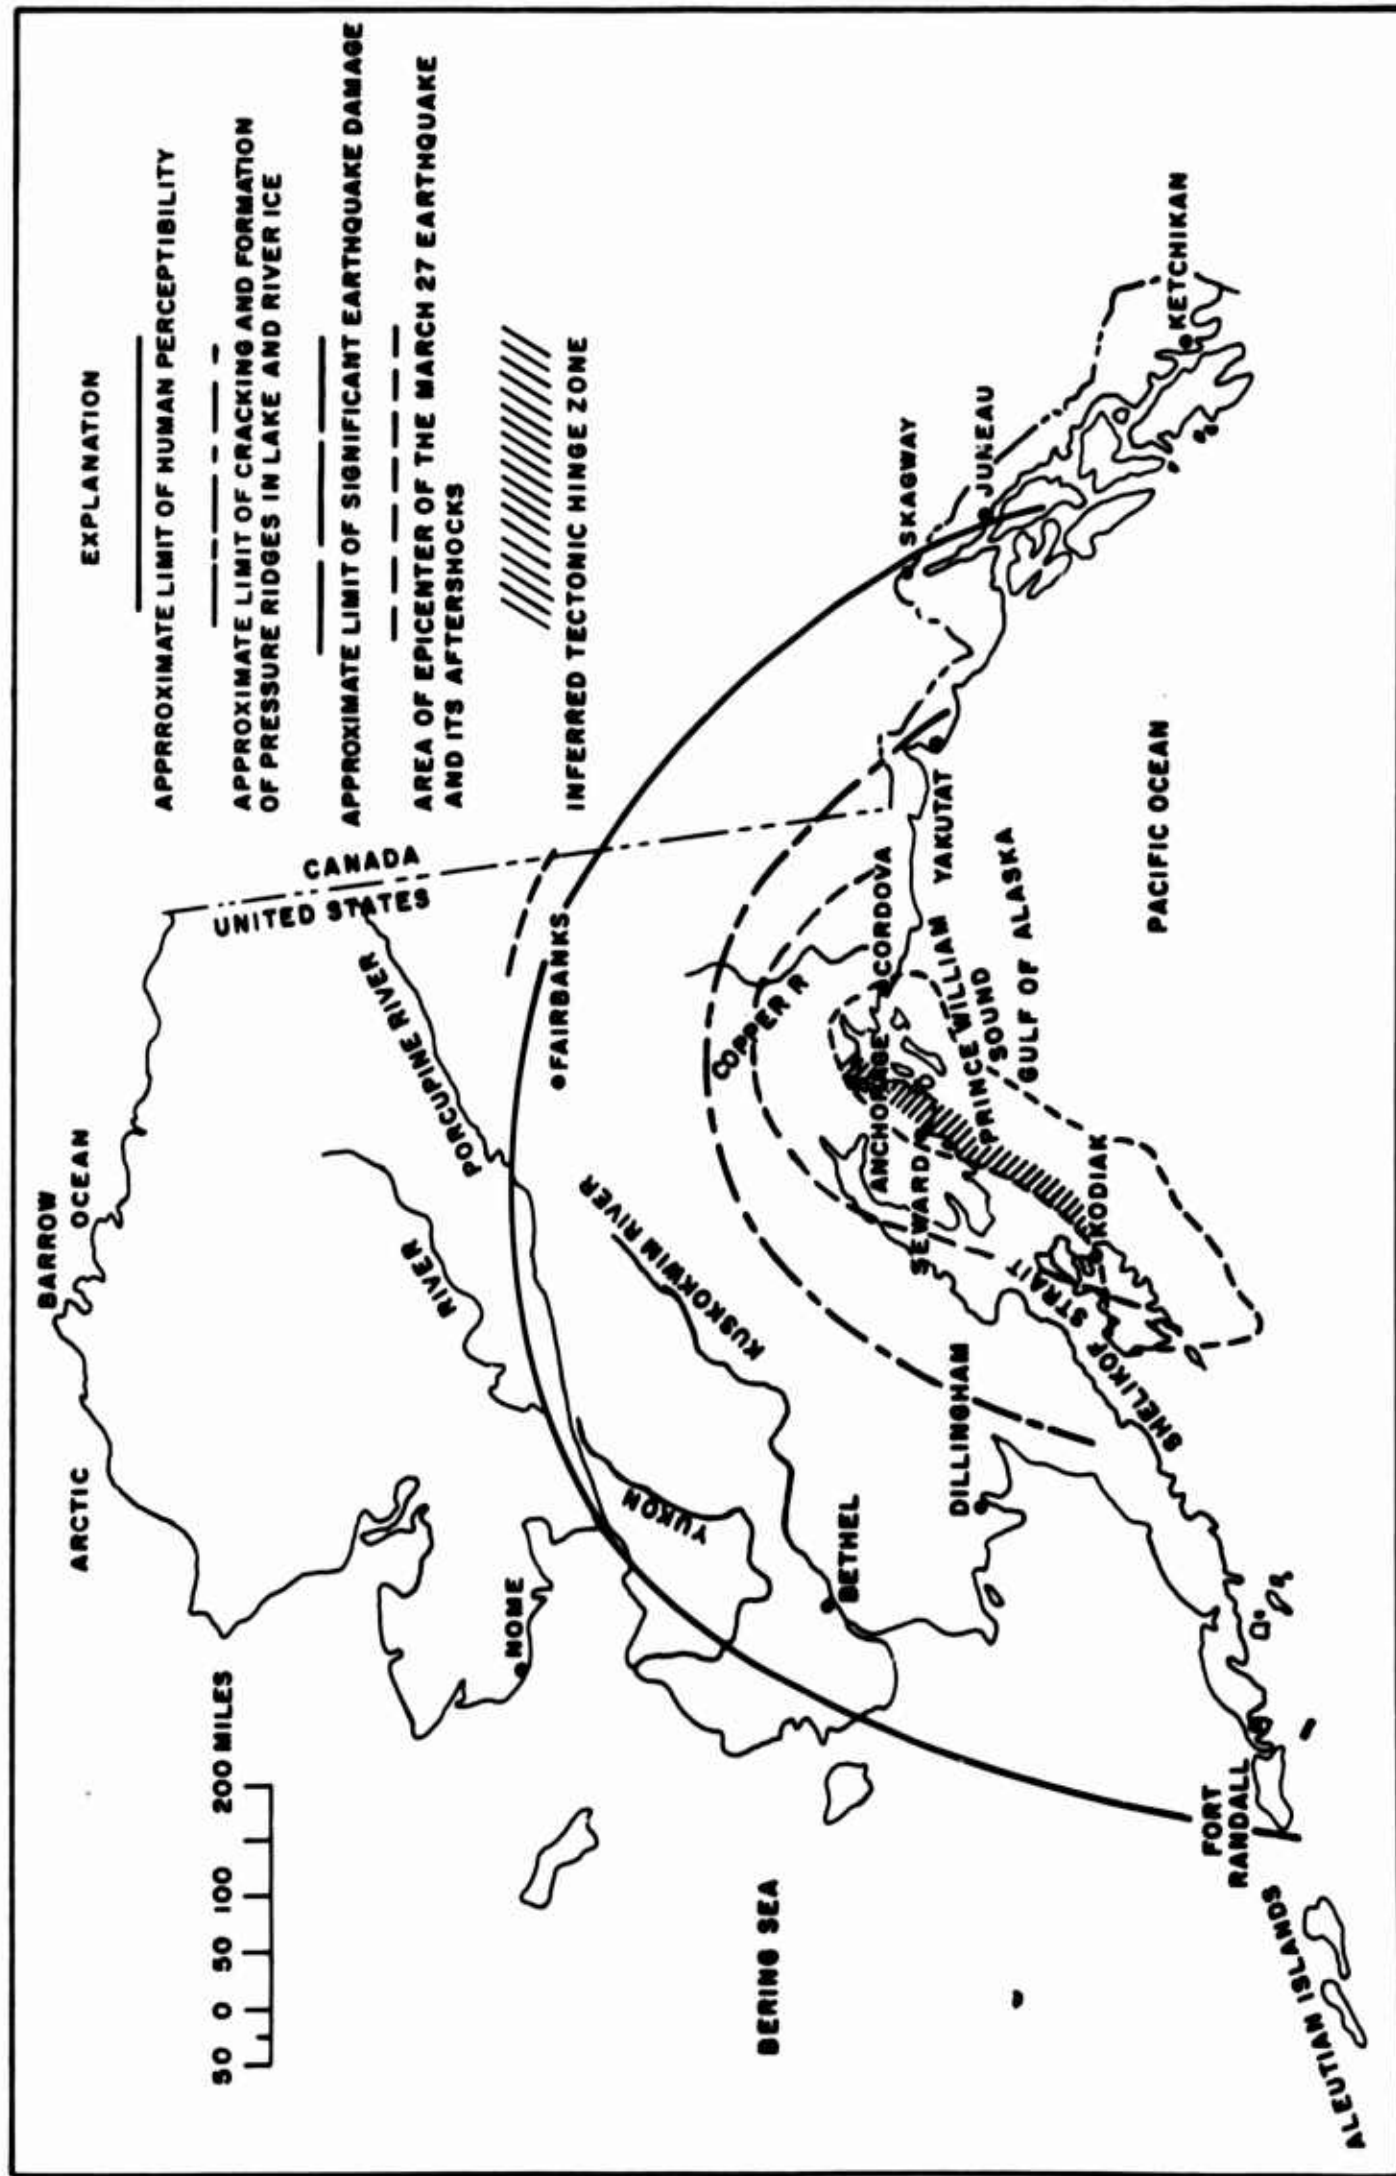 EXPLANATION
APPRROXIMATE LIMIT OF HUMAN PERCEPTIBILITY
APPROXIMATE LIMIT OF CRACKING AND FORMATION
OF PRESSURE RIDGES IN LAKE AND RIVER ICE
APPROXIMATE LIMIT OF SIGNIFICANT EARTHQUAKE DAMAGE
AREA OF EPICENTER OF THE MARCH 27 EARTHQUAKE
AND ITS AFTERSHOCKS
INFERRED TECTONIC HINGE ZONE
50 0 50 100 200 MILES
ARCTIC OCEAN
BARROW
CANADA
UNITED STATES
PORCUPINE RIVER
RIVER
FAIRBANKS
NOME
YUKON
KUSKOKWIM RIVER
COPPER R
BETHEL
DILLINGHAM
ANCHORAGE
CORDOVA
SEWARD
YAKUTAT
SKAGWAY
JUNEAU
KETCHIKAN
PRINCE WILLIAM
SOUND
GULF OF ALASKA
KODIAK
SHELIKOF STRAIT
PACIFIC OCEAN
BERING SEA
FORT
RANDALL
ALEUTIAN ISLANDS